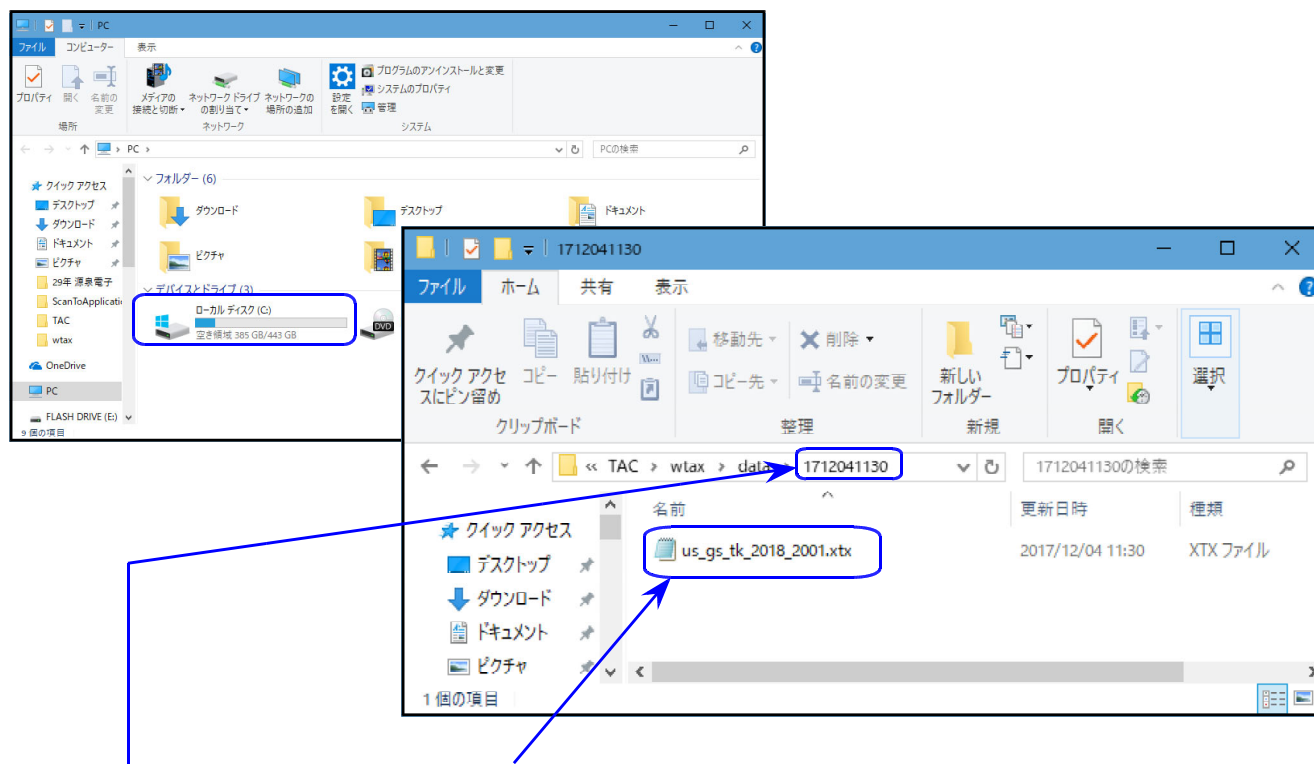 PC
ファイル コンピューター 表示
プロパティ 開く 名前の変更
メディアの接続と切断 ネットワーク ドライブの割り当て ネットワークの場所の追加
設定を開く
プログラムのアンインストールと変更
システムのプロパティ
管理
場所 ネットワーク システム
PC PCの検索
クイック アクセス
デスクトップ
ダウンロード
ドキュメント
ピクチャ
29年 源泉電子
ScanToApplicati
TAC
wtax
OneDrive
PC
FLASH DRIVE (E:)
9 個の項目
フォルダー (6)
ダウンロード デスクトップ ドキュメント
ピクチャ
デバイスとドライブ (3)
ローカル ディスク (C:)
空き領域 385 GB/443 GB
DVD
1712041130
ファイル ホーム 共有 表示
クイック アクセスにピン留め コピー 貼り付け
移動先 削除
コピー先 名前の変更
新しいフォルダー
プロパティ
選択
クリップボード 整理 新規 開く
« TAC › wtax › data › 1712041130 1712041130の検索
名前 更新日時 種類
us_gs_tk_2018_2001.xtx 2017/12/04 11:30 XTX ファイル
クイック アクセス
デスクトップ
ダウンロード
ドキュメント
ピクチャ
1 個の項目